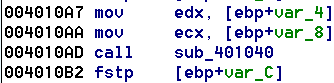 004010A7 mov edx, [ebp+var_4]
004010AA mov ecx, [ebp+var_8]
004010AD call sub_401040
004010B2 fstp [ebp+var_C]